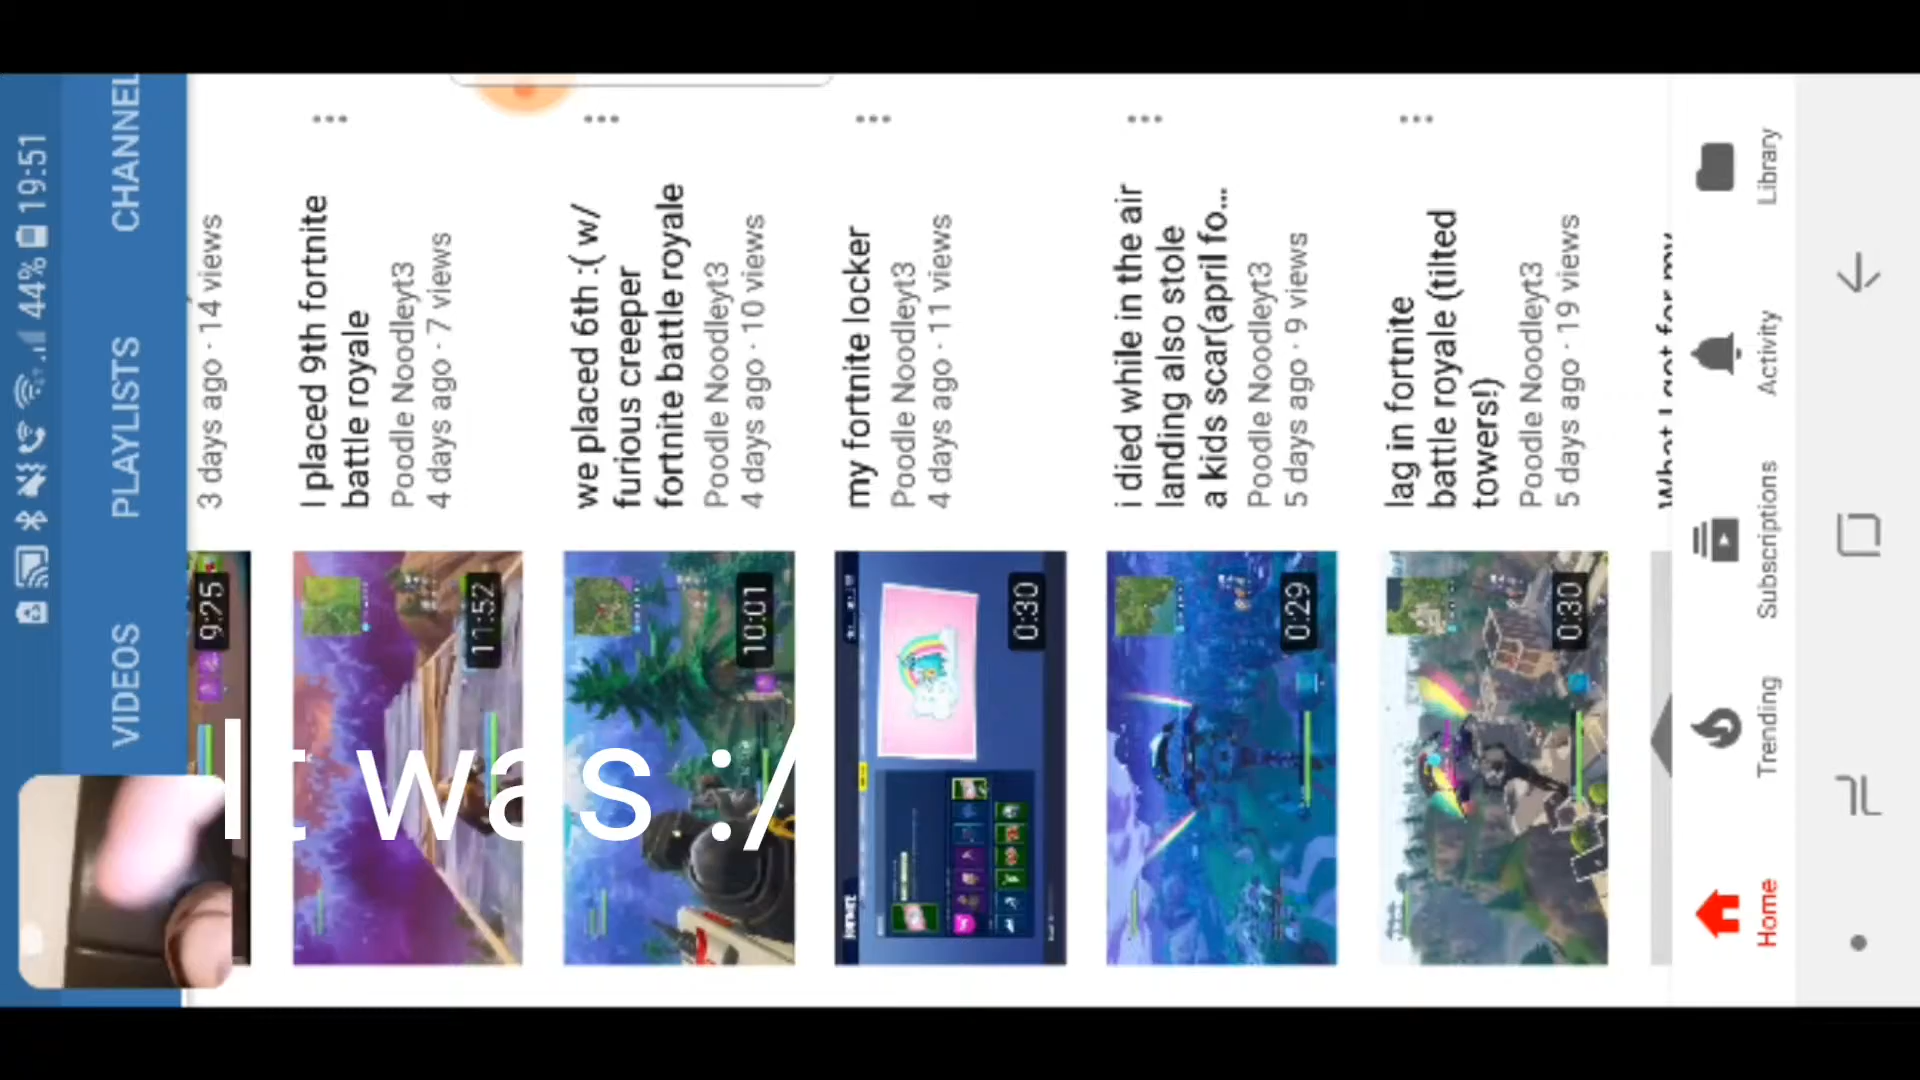 19:51
44%
VIDEOS
PLAYLISTS
CHANNEL
3 days ago · 14 views
9:25
I placed 9th fortnite
battle royale
Poodle Noodleyt3
4 days ago · 7 views
11:52
we placed 6th :( w/
furious creeper
fortnite battle royale
Poodle Noodleyt3
4 days ago · 10 views
10:01
my fortnite locker
Poodle Noodleyt3
4 days ago · 11 views
0:30
i died while in the air
landing also stole
a kids scar(april fo...
Poodle Noodleyt3
5 days ago · 9 views
0:29
lag in fortnite
battle royale (tilted
towers!)
Poodle Noodleyt3
5 days ago · 19 views
0:30
what I got for my
Home
Trending
Subscriptions
Activity
Library
It was :/